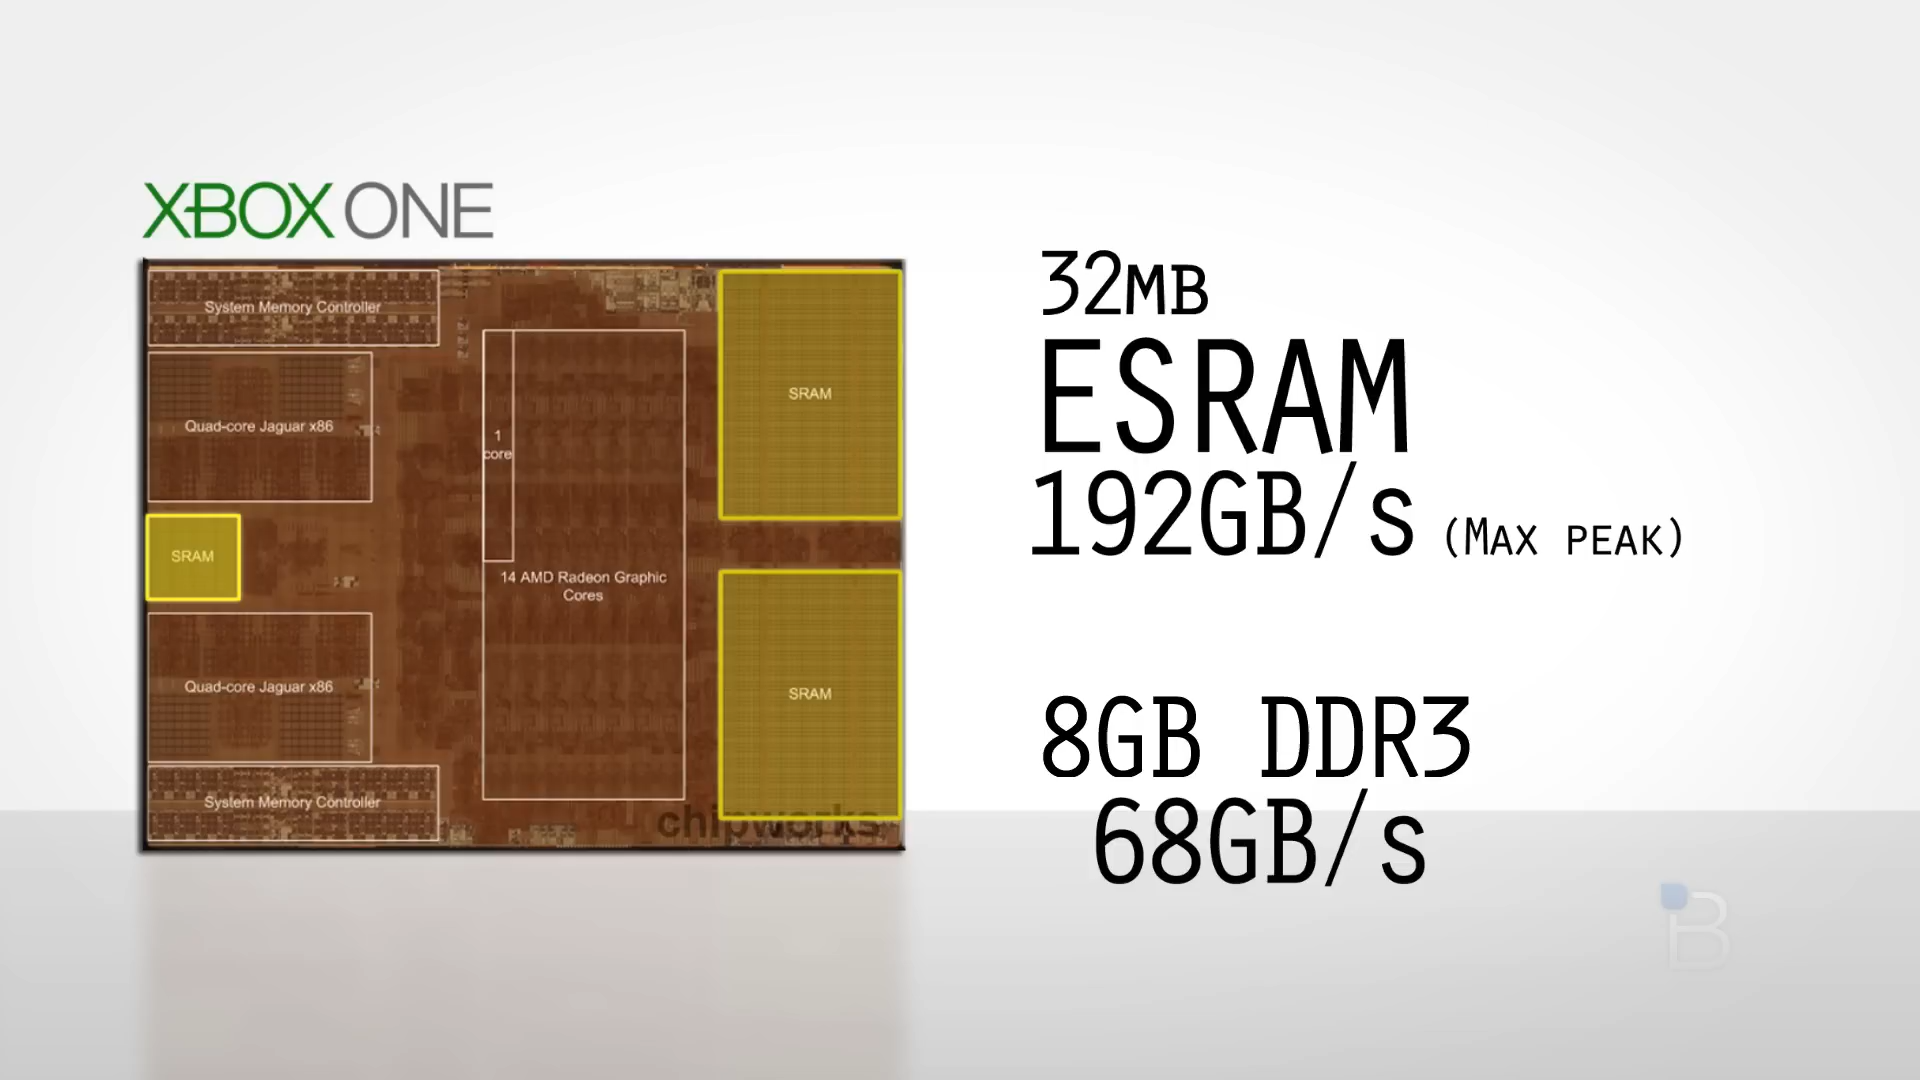 XBOX ONE
System Memory Controller
Quad-core Jaguar x86
SRAM
Quad-core Jaguar x86
System Memory Controller
1
core
14 AMD Radeon Graphic
Cores
SRAM
SRAM
chipworks
32MB
ESRAM
192GB/s (MAX PEAK)
8GB DDR3
68GB/s
B